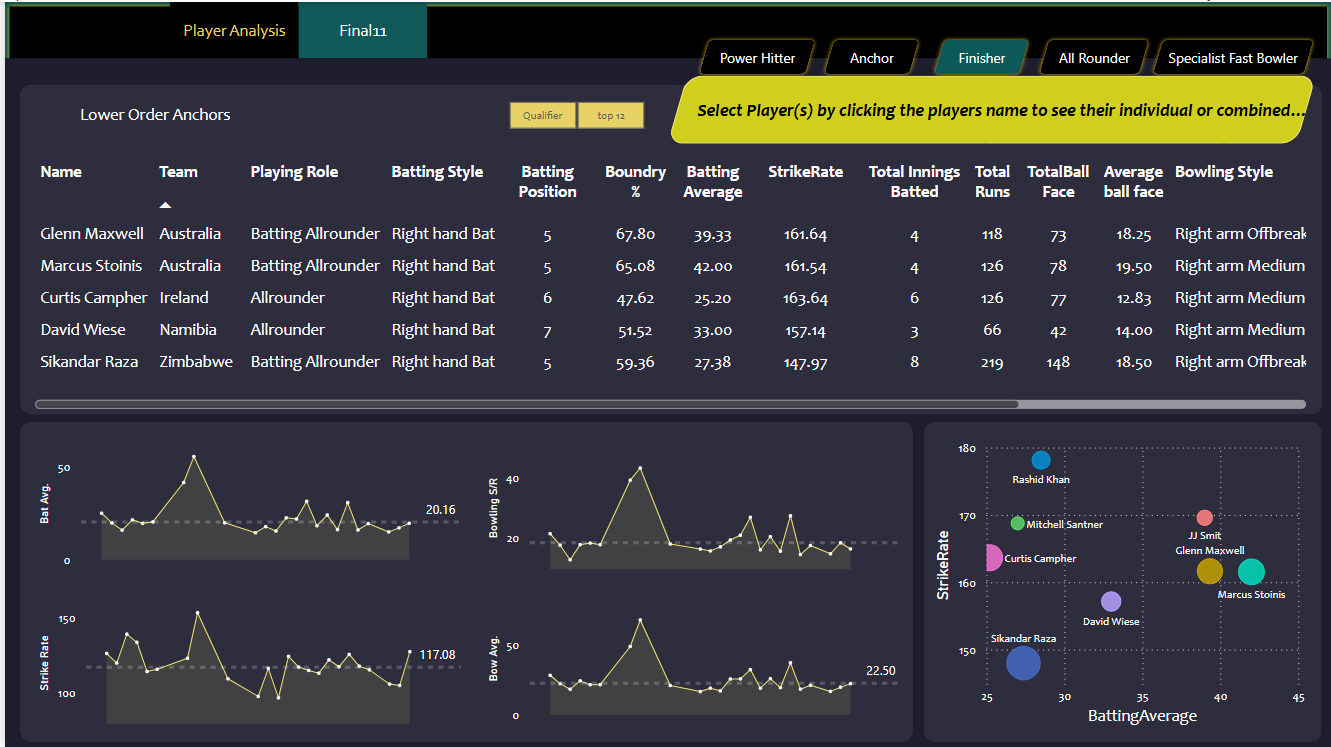 Player Analysis
Final11
Power Hitter
Anchor
Finisher
All Rounder
Specialist Fast Bowler
Select Player(s) by clicking the players name to see their individual or combined...
Lower Order Anchors
Qualifier
top 12
Name Team Playing Role Batting Style Batting Position Boundry % Batting Average StrikeRate Total Innings Batted Total Runs TotalBall Face Average ball face Bowling Style
Glenn Maxwell Australia Batting Allrounder Right hand Bat 5 67.80 39.33 161.64 4 118 73 18.25 Right arm Offbreak
Marcus Stoinis Australia Batting Allrounder Right hand Bat 5 65.08 42.00 161.54 4 126 78 19.50 Right arm Medium
Curtis Campher Ireland Allrounder Right hand Bat 6 47.62 25.20 163.64 6 126 77 12.83 Right arm Medium
David Wiese Namibia Allrounder Right hand Bat 7 51.52 33.00 157.14 3 66 42 14.00 Right arm Medium
Sikandar Raza Zimbabwe Batting Allrounder Right hand Bat 5 59.36 27.38 147.97 8 219 148 18.50 Right arm Offbreak
Bat Avg.
50
0
20.16
Bowling S/R
40
20
Strike Rate
150
100
117.08
Bow Avg.
50
0
22.50
StrikeRate
180
170
160
150
Rashid Khan
Mitchell Santner
JJ Smit
Glenn Maxwell
Curtis Campher
Marcus Stoinis
David Wiese
Sikandar Raza
25 30 35 40 45
BattingAverage